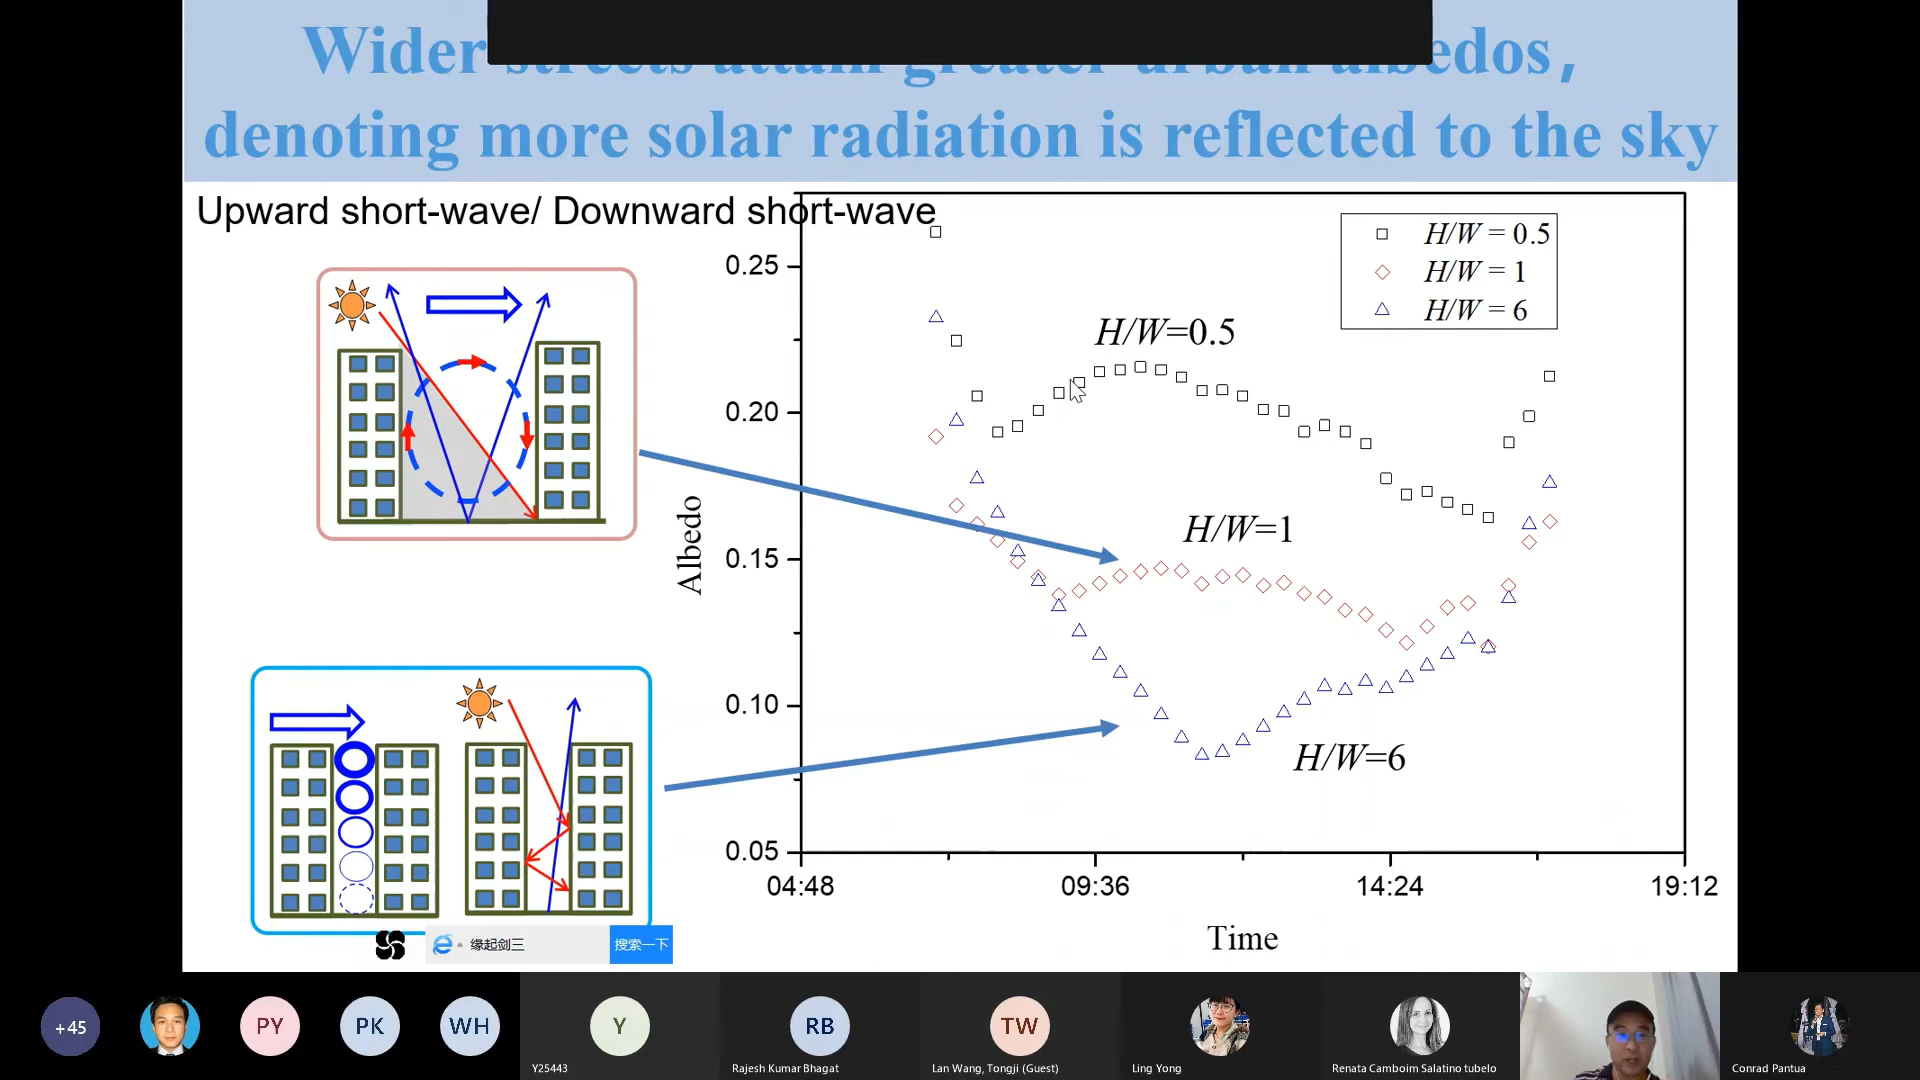 Wider streets attain greater urban albedos,
denoting more solar radiation is reflected to the sky
Upward short-wave/ Downward short-wave
H/W = 0.5
H/W = 1
H/W = 6
0.25
0.20
0.15
0.10
0.05
Albedo
H/W=0.5
H/W=1
H/W=6
04:48
09:36
14:24
19:12
Time
缘起剑三
搜索一下
+45
PY
PK
WH
Y
RB
TW
Y25443
Rajesh Kumar Bhagat
Lan Wang, Tongji (Guest)
Ling Yong
Renata Camboim Salatino tubelo
Conrad Pantua